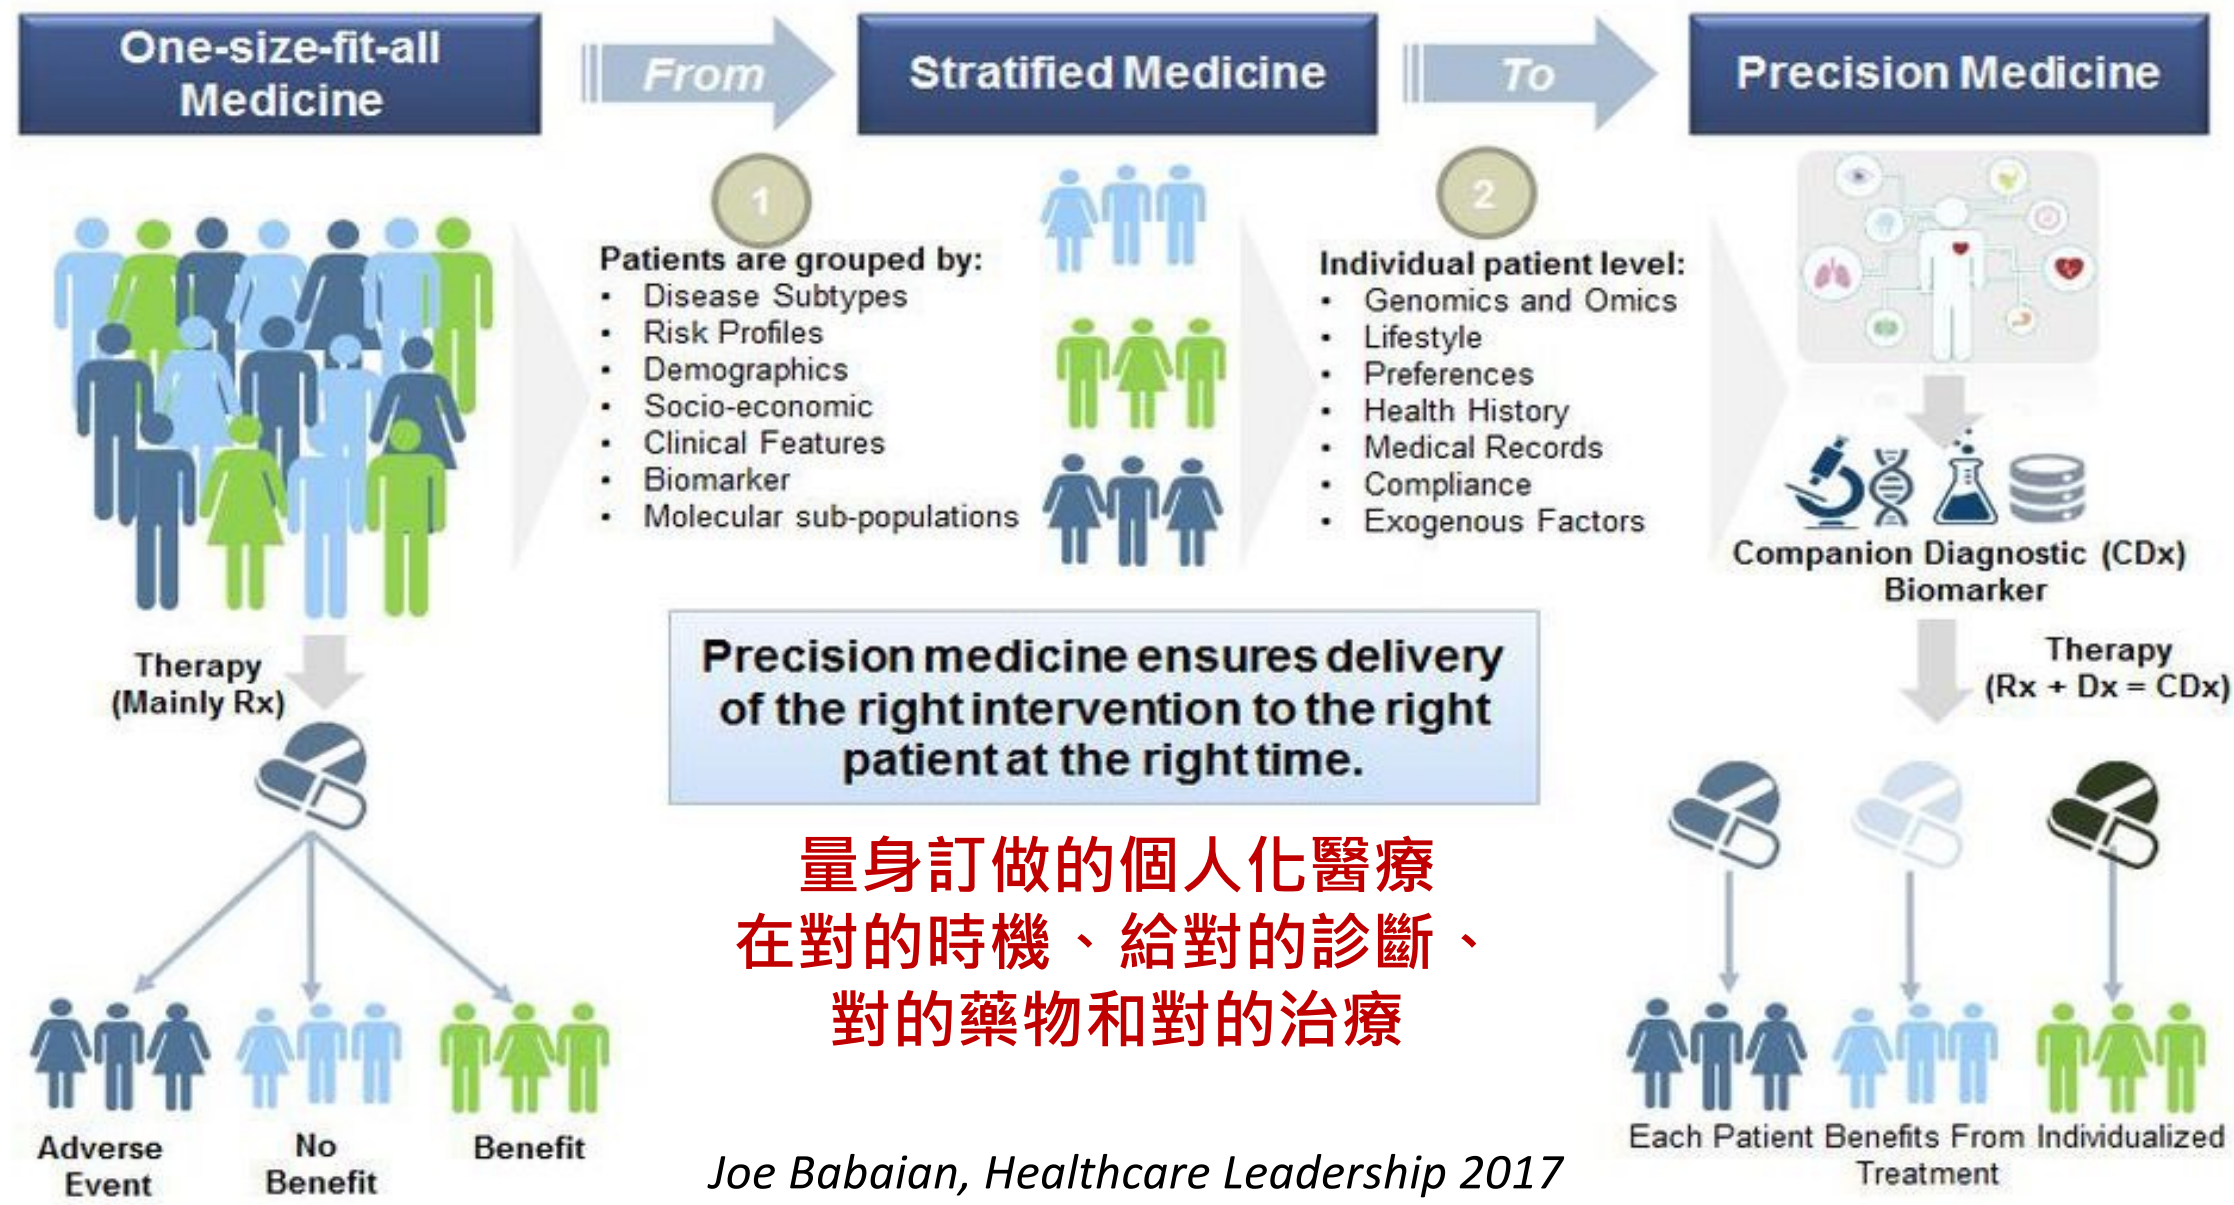 One-size-fit-all
Medicine
From
Stratified Medicine
To
Precision Medicine
1
Patients are grouped by:
• Disease Subtypes
• Risk Profiles
• Demographics
• Socio-economic
• Clinical Features
• Biomarker
• Molecular sub-populations
2
Individual patient level:
• Genomics and Omics
• Lifestyle
• Preferences
• Health History
• Medical Records
• Compliance
• Exogenous Factors
Companion Diagnostic (CDx)
Biomarker
Therapy
(Mainly Rx)
Therapy
(Rx + Dx = CDx)
Precision medicine ensures delivery
of the right intervention to the right
patient at the right time.
量身訂做的個人化醫療
在對的時機、給對的診斷、
對的藥物和對的治療
Adverse
Event
No
Benefit
Benefit
Each Patient Benefits From Individualized
Treatment
Joe Babaian, Healthcare Leadership 2017